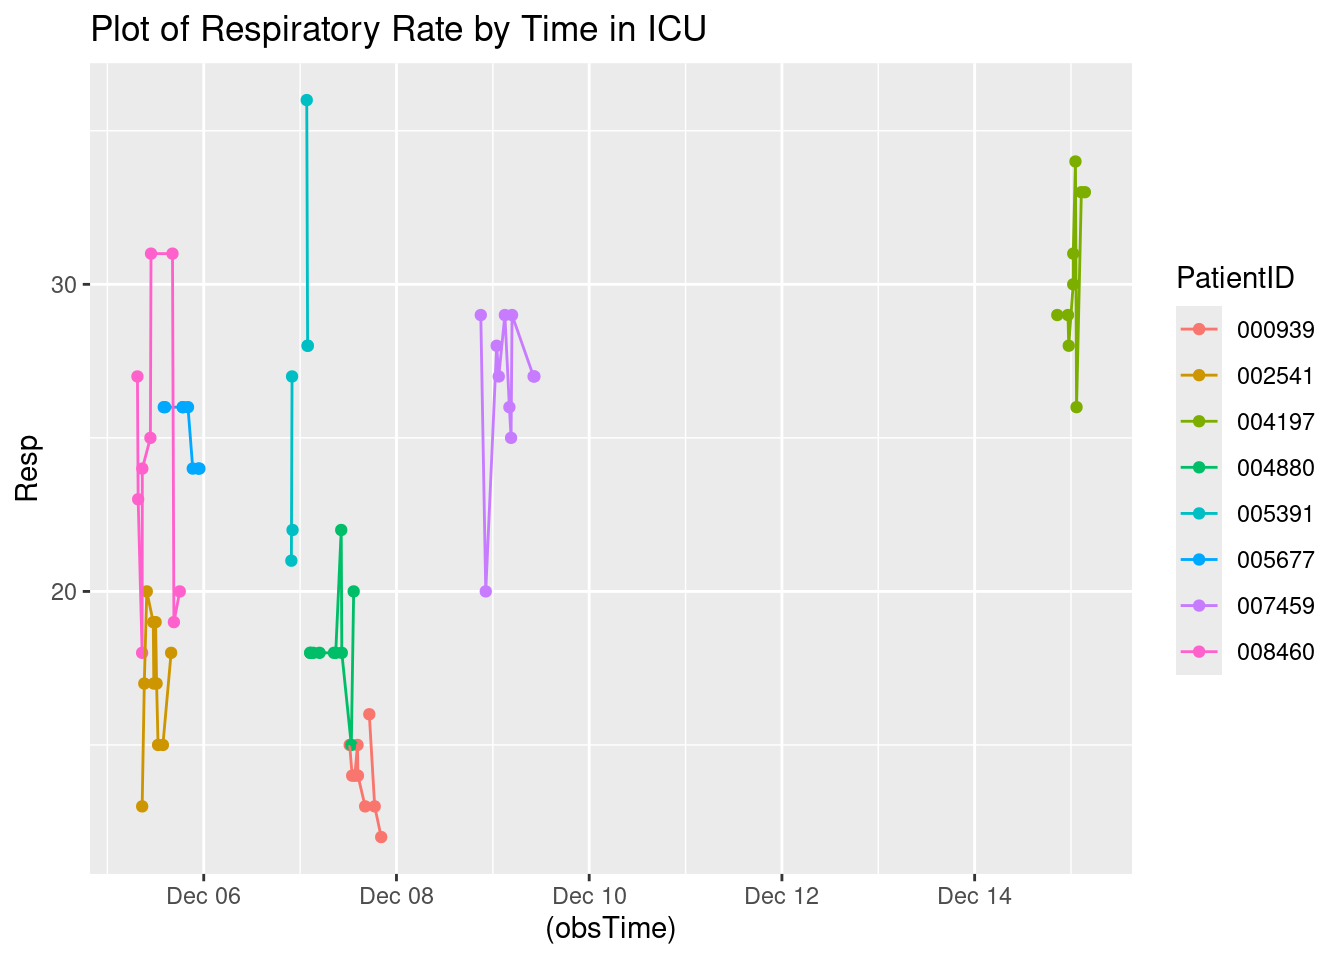 Plot of Respiratory Rate by Time in ICU
Resp
30
20
Dec 06
Dec 08
Dec 10
Dec 12
Dec 14
(obsTime)
PatientID
000939
002541
004197
004880
005391
005677
007459
008460